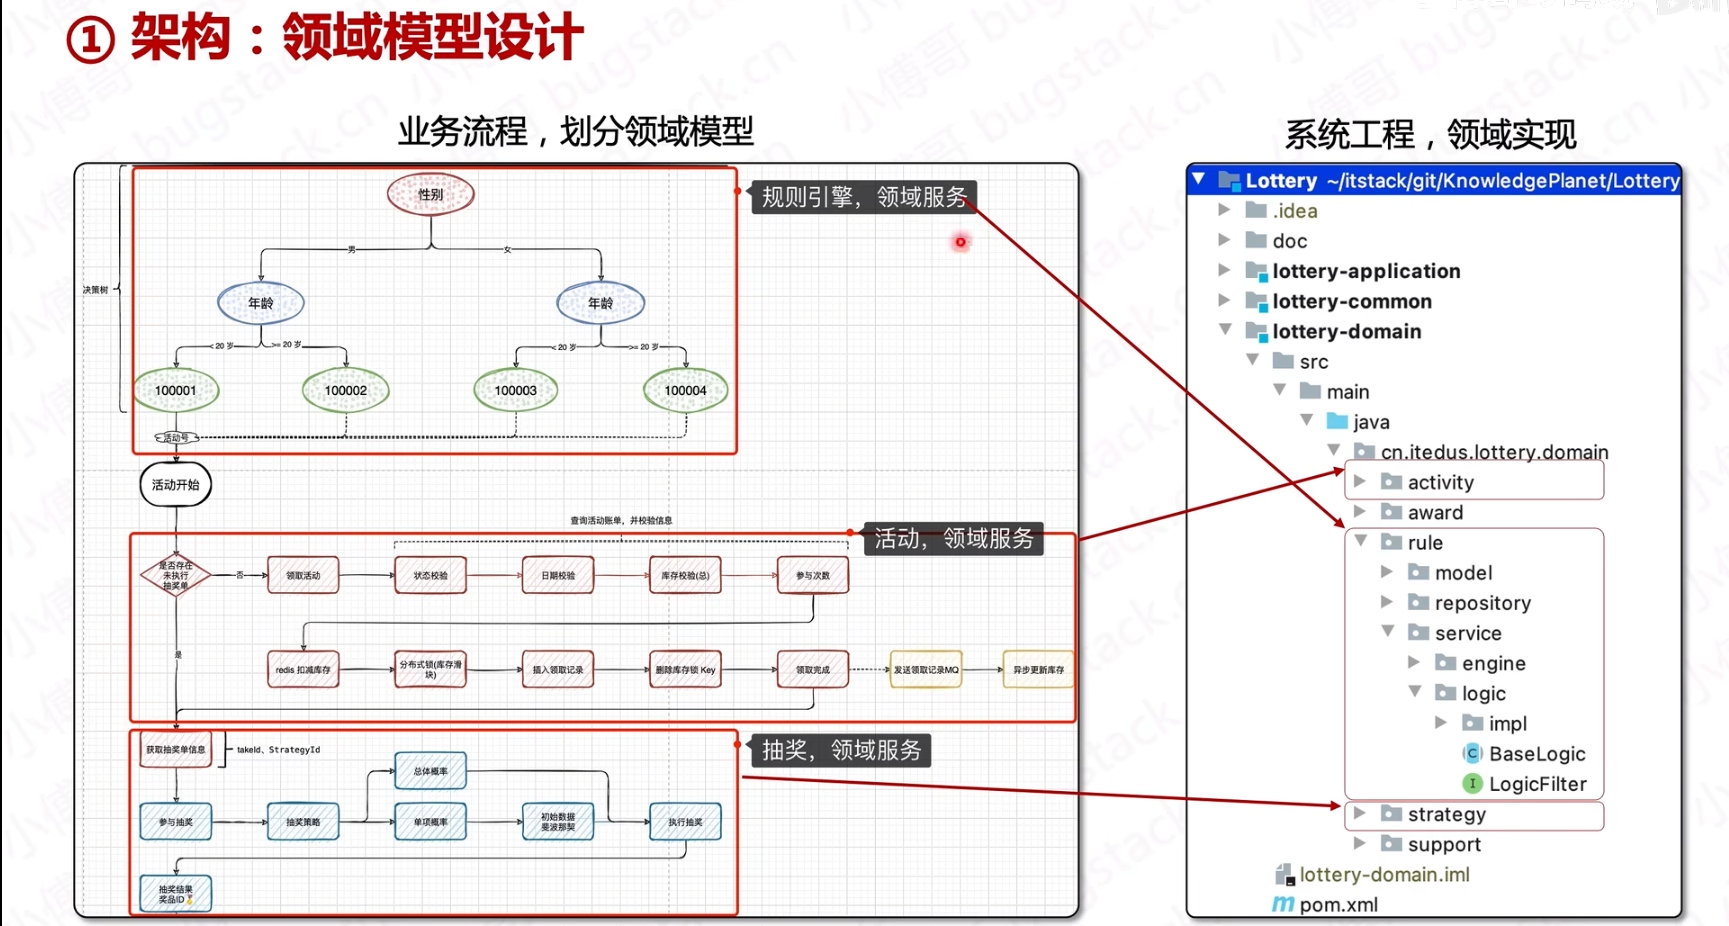 ① 架构：领域模型设计
业务流程，划分领域模型
系统工程，领域实现
规则引擎，领域服务
性别
男
女
决策树
年龄
年龄
< 20 岁
>= 20 岁
< 20 岁
>= 20 岁
100001
100002
100003
100004
活动号
活动开始
查询活动账单，并校验信息
活动，领域服务
是否存在
未执行
抽奖单
否
领取活动
状态校验
日期校验
库存校验(总)
参与次数
是
redis 扣减库存
分布式锁(库存滑
块)
插入领取记录
删除库存锁 Key
领取完成
发送领取记录MQ
异步更新库存
抽奖，领域服务
获取抽奖单信息
takeId、StrategyId
总体概率
参与抽奖
抽奖策略
单项概率
初始数据
斐波那契
执行抽奖
抽奖结果
奖品ID
Lottery ~/itstack/git/KnowledgePlanet/Lottery
.idea
doc
lottery-application
lottery-common
lottery-domain
src
main
java
cn.itedus.lottery.domain
activity
award
rule
model
repository
service
engine
logic
impl
BaseLogic
LogicFilter
strategy
support
lottery-domain.iml
pom.xml
小傅哥 bugstack.cn